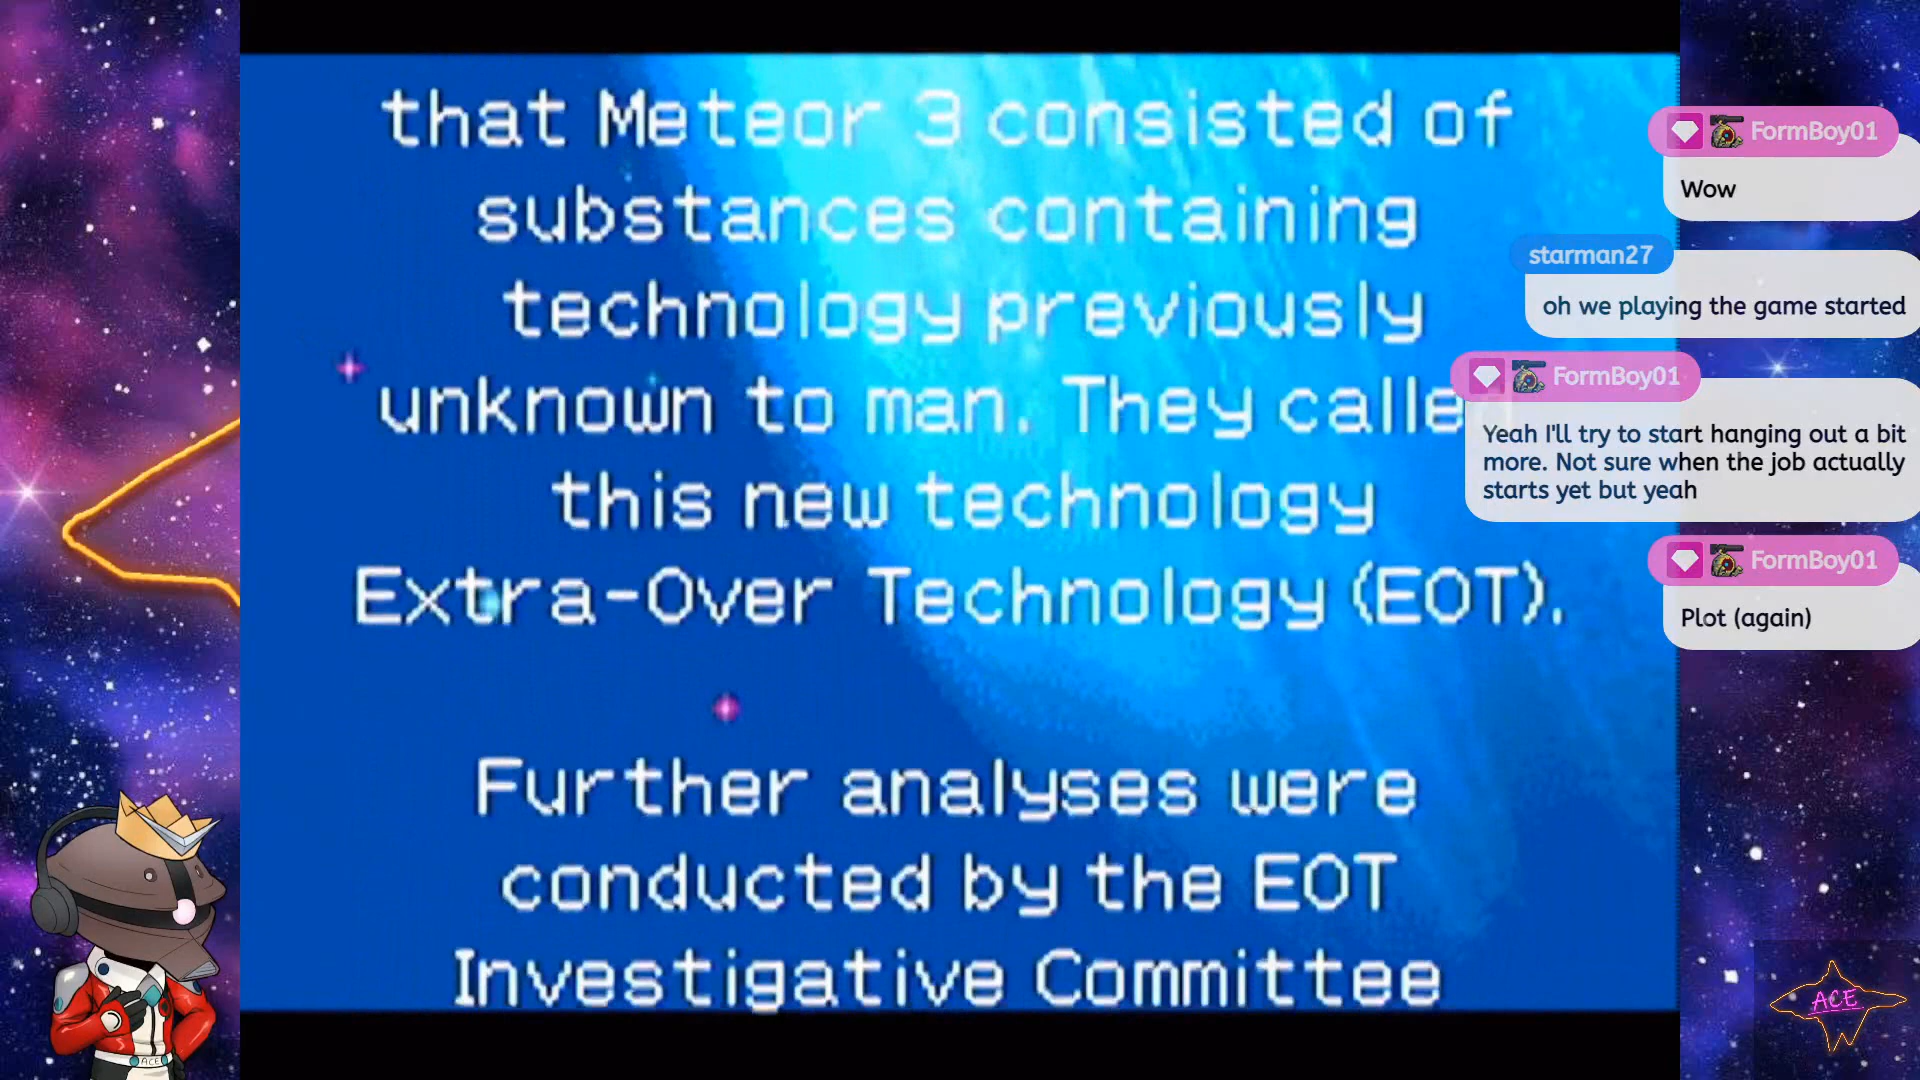 that Meteor 3 consisted of
substances containing
technology previously
unknown to man. They called
this new technology
Extra-Over Technology (EOT).
Further analyses were
conducted by the EOT
Investigative Committee
FormBoy01
Wow
starman27
oh we playing the game started
FormBoy01
Yeah I'll try to start hanging out a bit
more. Not sure when the job actually
starts yet but yeah
FormBoy01
Plot (again)
ACE
ACE